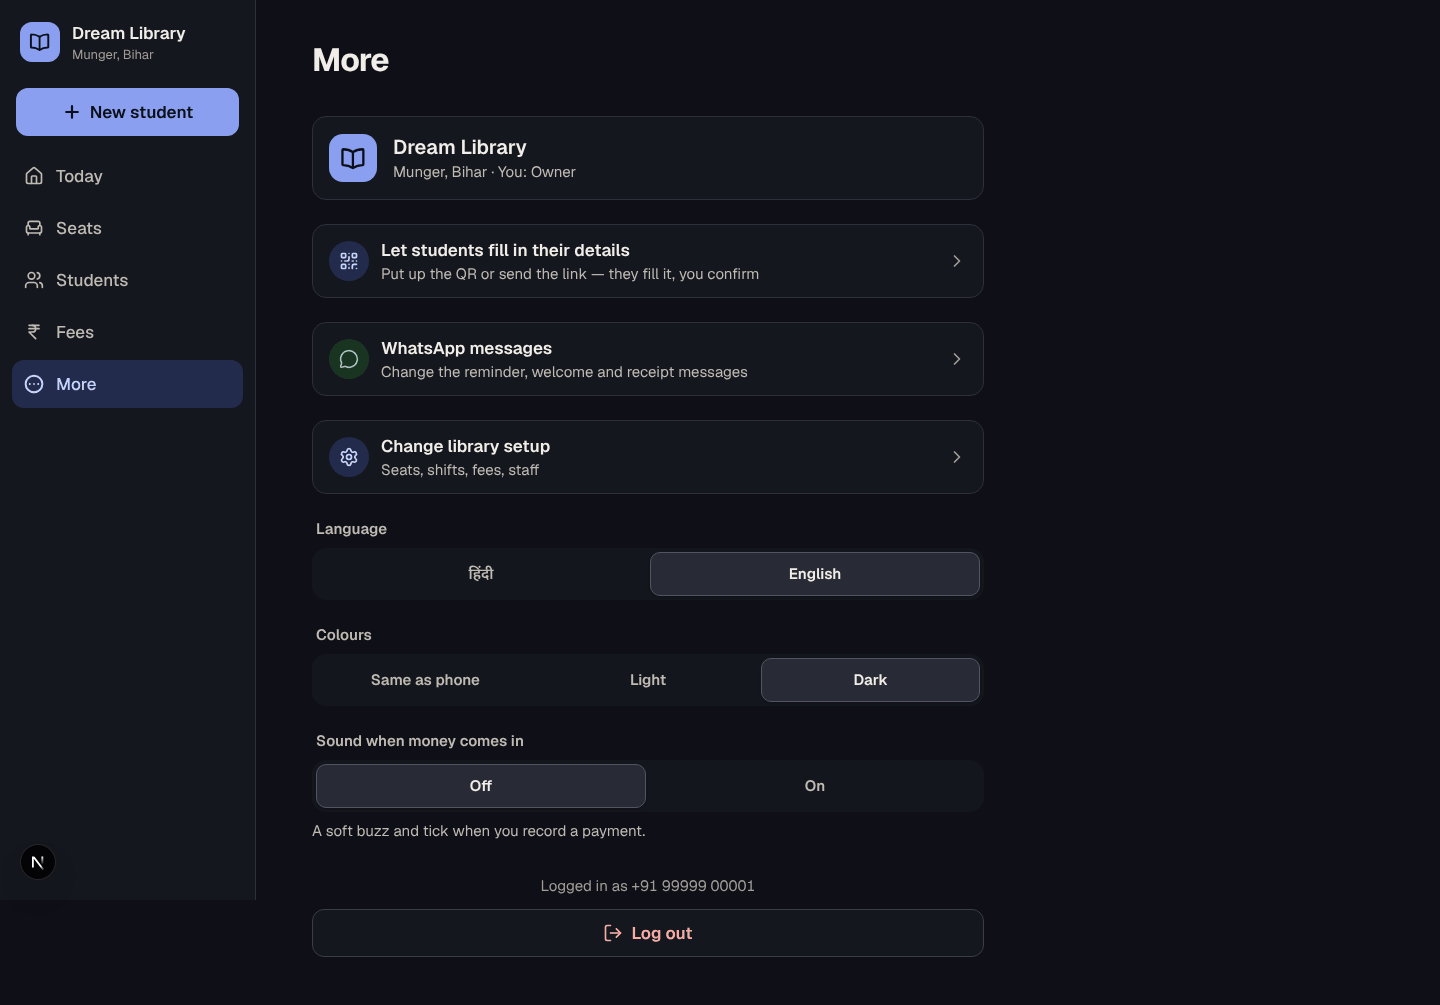 Dream Library
Munger, Bihar
New student
Today
Seats
Students
Fees
More
More
Dream Library
Munger, Bihar · You: Owner
Let students fill in their details
Put up the QR or send the link — they fill it, you confirm
WhatsApp messages
Change the reminder, welcome and receipt messages
Change library setup
Seats, shifts, fees, staff
Language
हिंदी
English
Colours
Same as phone
Light
Dark
Sound when money comes in
Off
On
A soft buzz and tick when you record a payment.
Logged in as +91 99999 00001
Log out